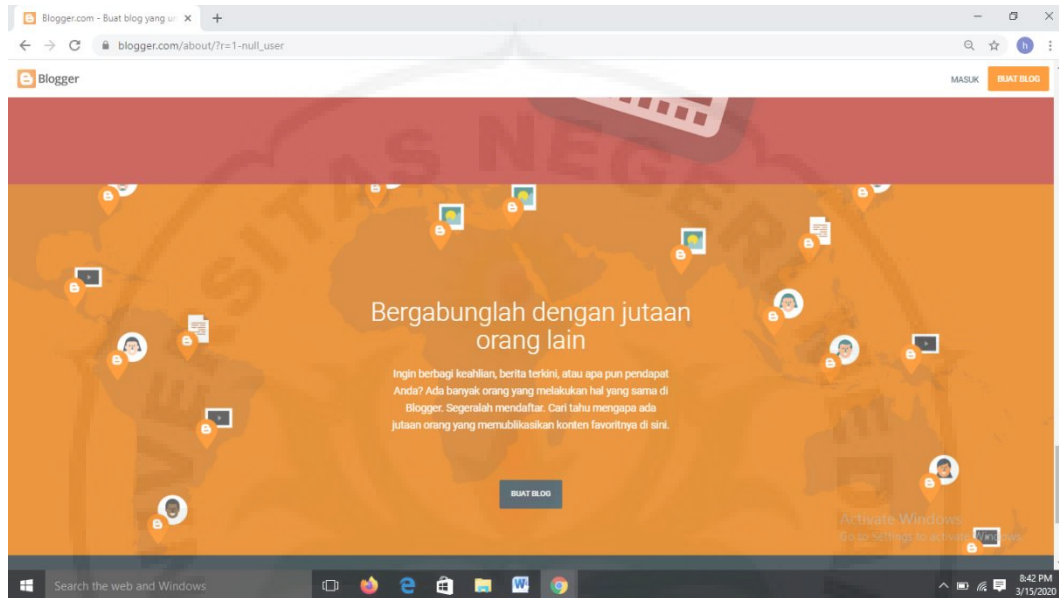 Blogger.com - Buat blog yang un
blogger.com/about/?r=1-null_user
h
Blogger
MASUK
BUAT BLOG
Bergabunglah dengan jutaan
orang lain
Ingin berbagi keahlian, berita terkini, atau apa pun pendapat
Anda? Ada banyak orang yang melakukan hal yang sama di
Blogger. Segeralah mendaftar. Cari tahu mengapa ada
jutaan orang yang memublikasikan konten favoritnya di sini.
BUAT BLOG
Activate Windows
Go to Settings to activate Windows.
Search the web and Windows
8:42 PM
3/15/2020